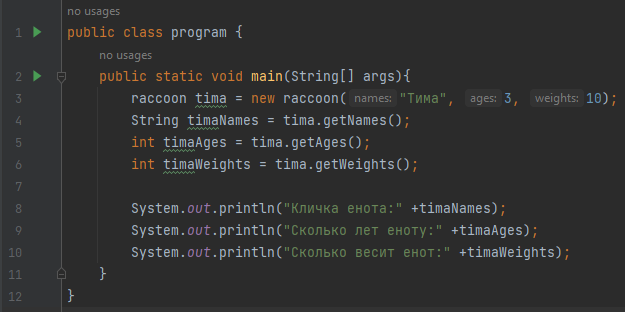 no usages
1 public class program {
no usages
2 public static void main(String[] args){
3 raccoon tima = new raccoon( names: "Тима", ages: 3, weights: 10);
4 String timaNames = tima.getNames();
5 int timaAges = tima.getAges();
6 int timaWeights = tima.getWeights();
7
8 System.out.println("Кличка енота:" +timaNames);
9 System.out.println("Сколько лет еноту:" +timaAges);
10 System.out.println("Сколько весит енот:" +timaWeights);
11 }
12 }